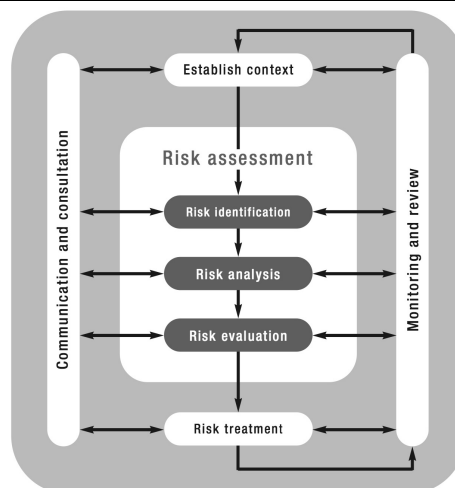 Establish context
Communication and consultation
Risk assessment
Risk identification
Risk analysis
Risk evaluation
Risk treatment
Monitoring and review